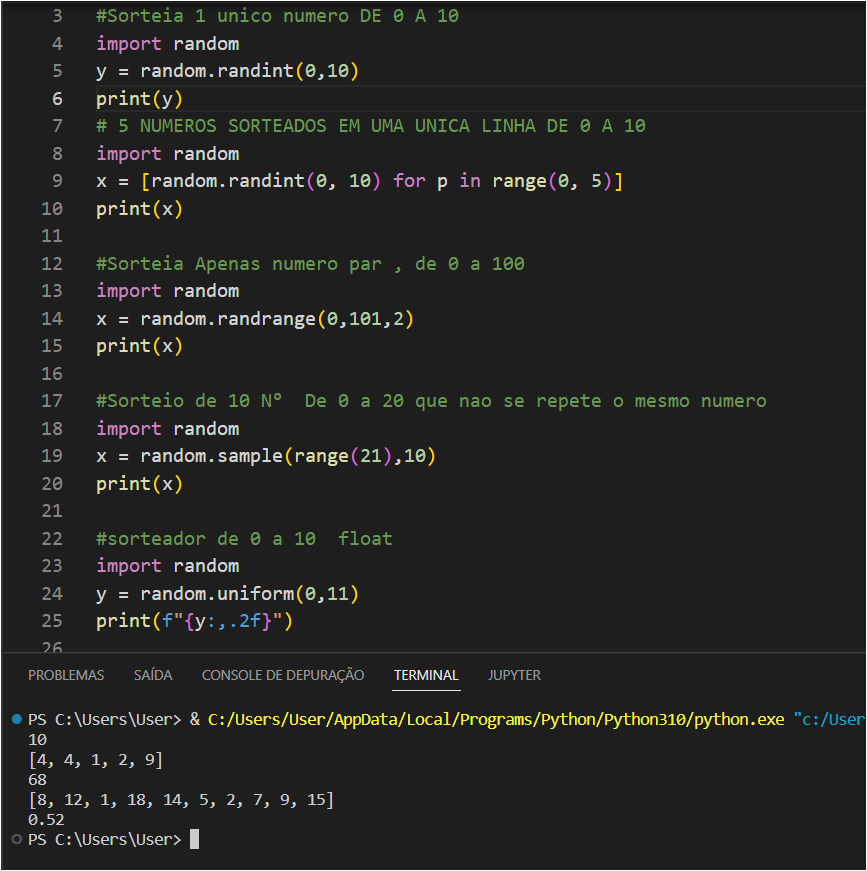 3 #Sorteia 1 unico numero DE 0 A 10
4 import random
5 y = random.randint(0,10)
6 print(y)
7 # 5 NUMEROS SORTEADOS EM UMA UNICA LINHA DE 0 A 10
8 import random
9 x = [random.randint(0, 10) for p in range(0, 5)]
10 print(x)
11
12 #Sorteia Apenas numero par , de 0 a 100
13 import random
14 x = random.randrange(0,101,2)
15 print(x)
16
17 #Sorteio de 10 Nº  De 0 a 20 que nao se repete o mesmo numero
18 import random
19 x = random.sample(range(21),10)
20 print(x)
21
22 #sorteador de 0 a 10  float
23 import random
24 y = random.uniform(0,11)
25 print(f"{y:,.2f}")
26
PROBLEMAS SAÍDA CONSOLE DE DEPURAÇÃO TERMINAL JUPYTER
PS C:\Users\User> & C:/Users/User/AppData/Local/Programs/Python/Python310/python.exe "c:/User
10
[4, 4, 1, 2, 9]
68
[8, 12, 1, 18, 14, 5, 2, 7, 9, 15]
0.52
PS C:\Users\User>